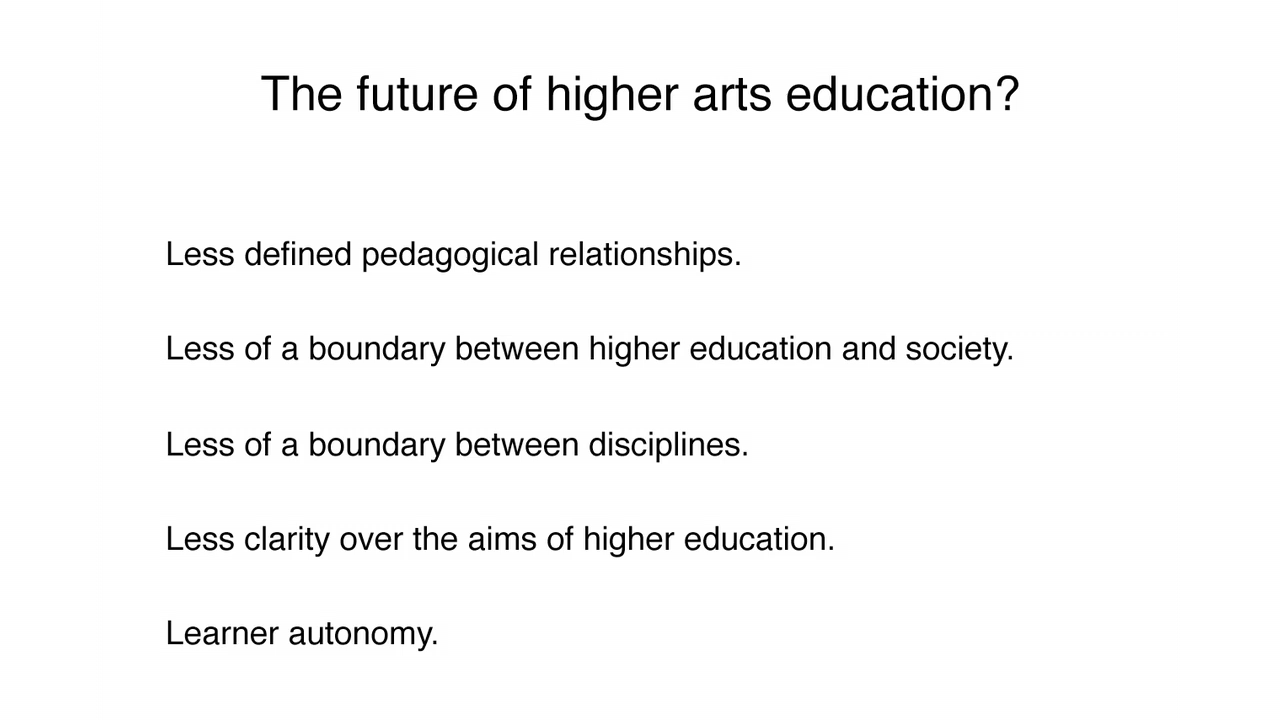 The future of higher arts education?
Less defined pedagogical relationships.
Less of a boundary between higher education and society.
Less of a boundary between disciplines.
Less clarity over the aims of higher education.
Learner autonomy.